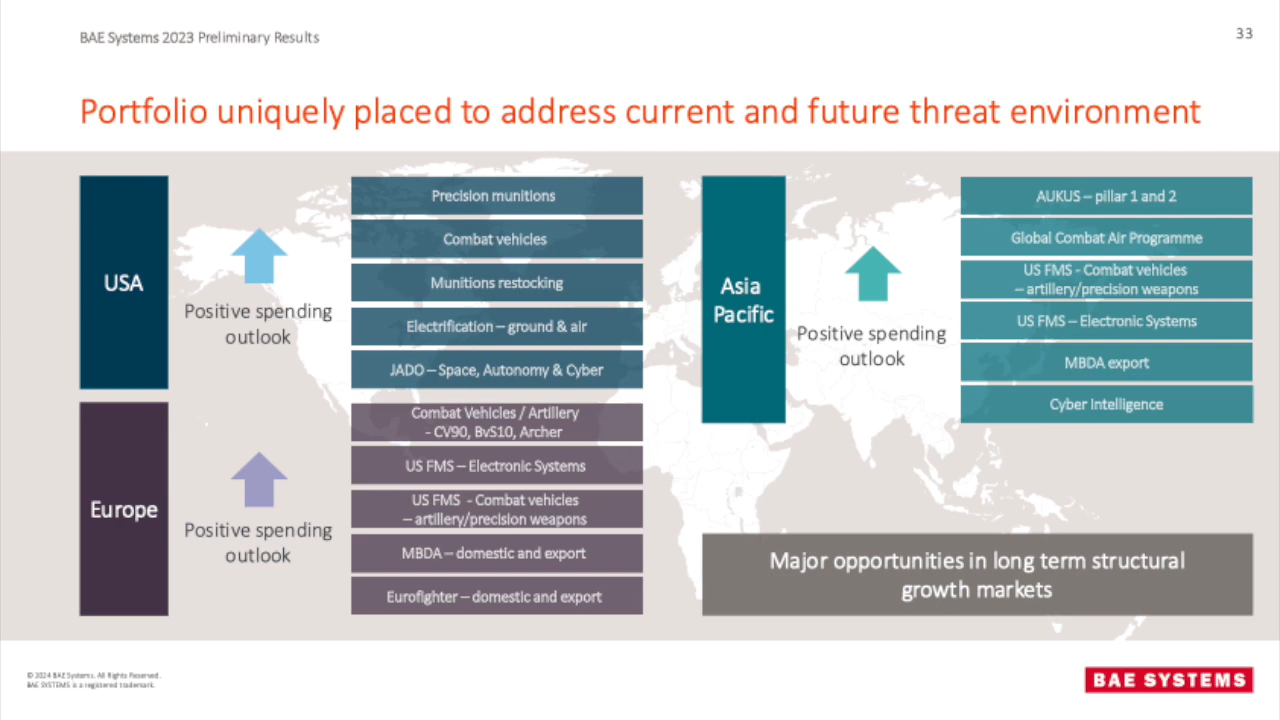 BAE Systems 2023 Preliminary Results
33
Portfolio uniquely placed to address current and future threat environment
USA
Positive spending
outlook
Precision munitions
Combat vehicles
Munitions restocking
Electrification – ground & air
JADO – Space, Autonomy & Cyber
Europe
Positive spending
outlook
Combat Vehicles / Artillery
- CV90, BvS10, Archer
US FMS – Electronic Systems
US FMS - Combat vehicles
– artillery/precision weapons
MBDA – domestic and export
Eurofighter – domestic and export
Asia
Pacific
Positive spending
outlook
AUKUS – pillar 1 and 2
Global Combat Air Programme
US FMS - Combat vehicles
– artillery/precision weapons
US FMS – Electronic Systems
MBDA export
Cyber Intelligence
Major opportunities in long term structural
growth markets
© 2024 BAE Systems. All Rights Reserved.
BAE SYSTEMS is a registered trademark.
BAE SYSTEMS